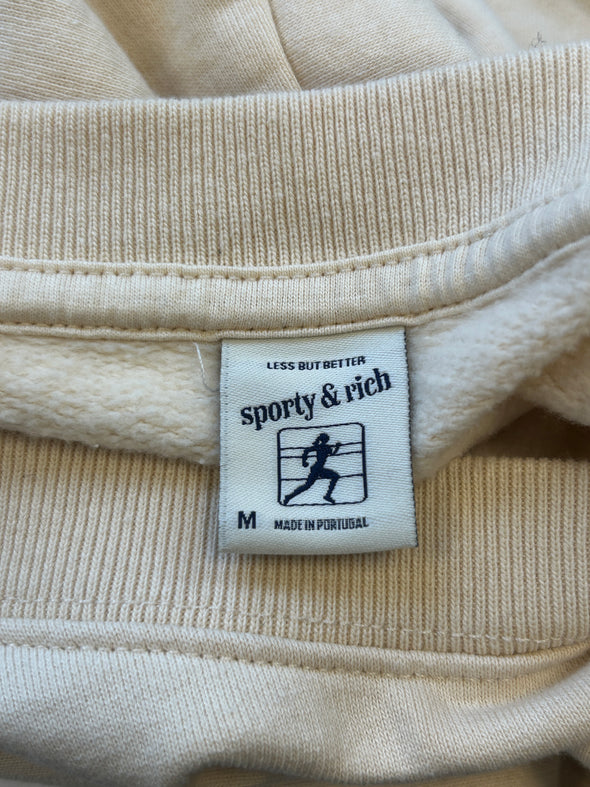 LESS BUT BETTER
sporty & rich
M MADE IN PORTUGAL